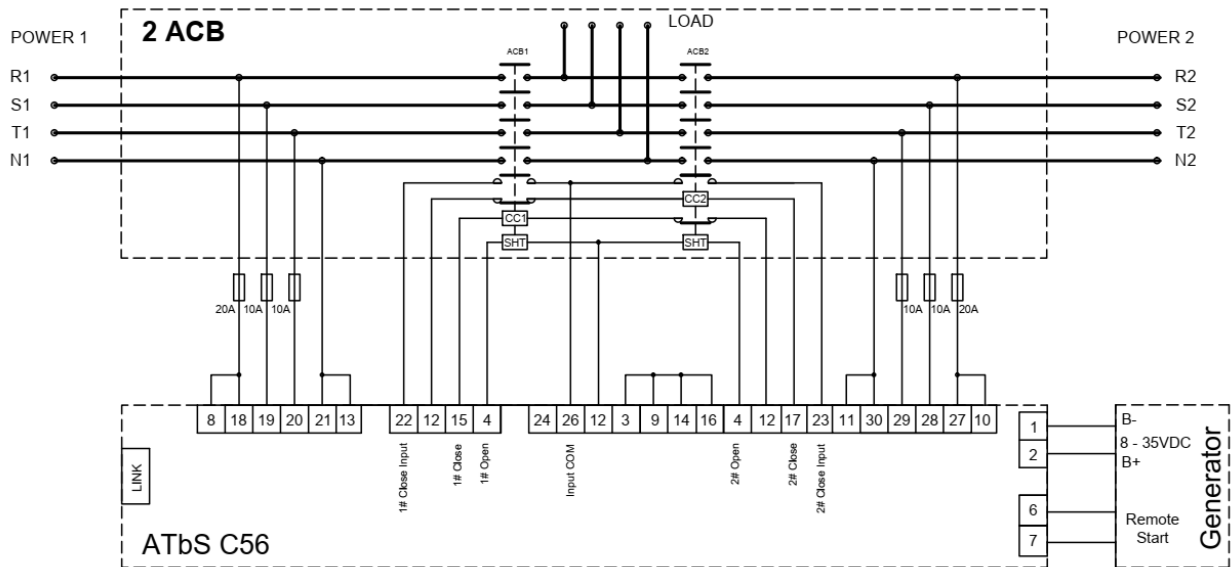 2 ACB
LOAD
POWER 1
POWER 2
ACB1
ACB2
R1
R2
S1
S2
T1
T2
N1
N2
CC2
CC1
SHT
SHT
20A
10A
10A
10A
10A
20A
8
18
19
20
21
13
22
12
15
4
24
26
12
3
9
14
16
4
12
17
23
11
30
29
28
27
10
1# Close Input
1# Close
1# Open
Input COM
2# Open
2# Close
2# Close Input
LINK
ATbS C56
1
2
6
7
B-
8 - 35VDC
B+
Remote
Start
Generator